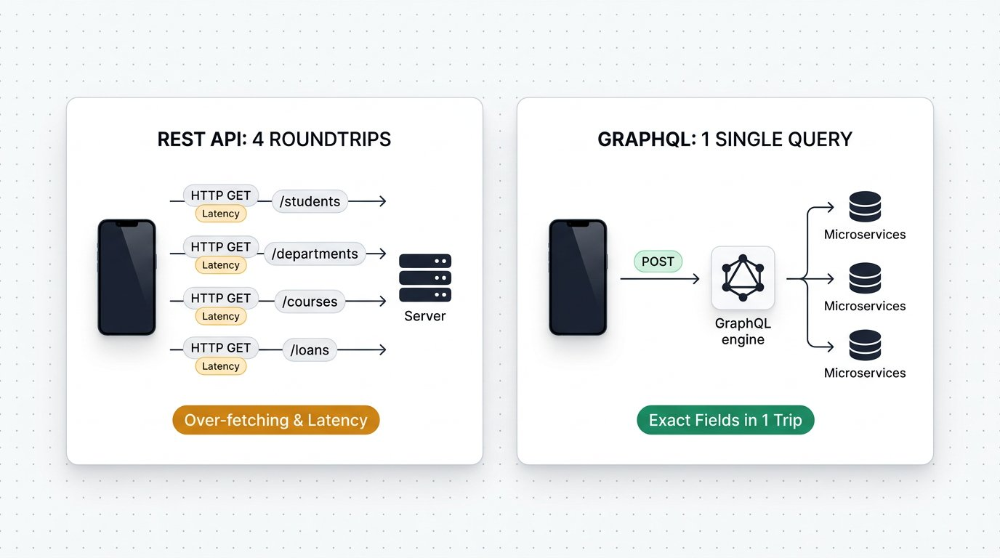 REST API: 4 ROUNDTRIPS
HTTP GET
Latency
/students
HTTP GET
Latency
/departments
HTTP GET
Latency
/courses
HTTP GET
Latency
/loans
Server
Over-fetching & Latency
GRAPHQL: 1 SINGLE QUERY
POST
GraphQL
engine
Microservices
Microservices
Microservices
Exact Fields in 1 Trip